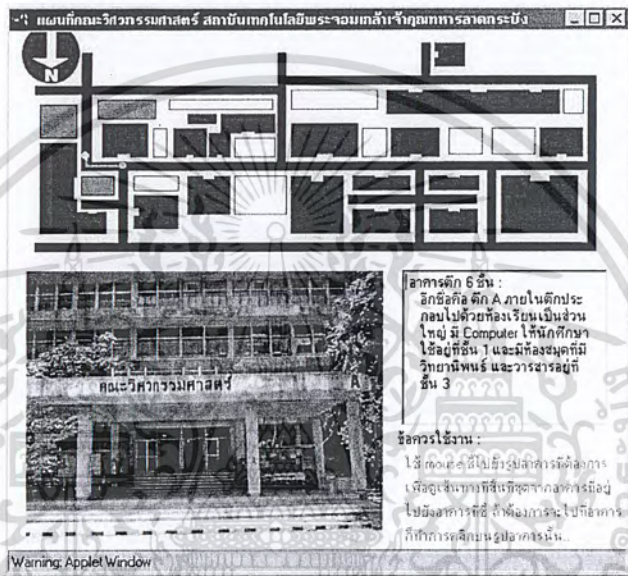 แผนที่คณะวิศวกรรมศาสตร์ สถาบันเทคโนโลยีพระจอมเกล้าเจ้าคุณทหารลาดกระบัง
N
อาคารตึก 6 ชั้น :
อีกชื่อคือ ตึก A ภายในตึกประ
กอบไปด้วยห้องเรียนเป็นส่วน
ใหญ่ มี Computer ให้นักศึกษา
ใช้อยู่ที่ชั้น 1 และมีห้องสมุดที่มี
วิทยานิพนธ์ และวารสารอยู่ที่
ชั้น 3
คณะวิศวกรรมศาสตร์ A
ข้อควรใช้งาน :
ใช้ mouse ชี้ไปยังรูปอาคารที่ต้องการ
เพื่อดูเส้นทางที่สั้นที่สุดจากอาคารที่อยู่
ไปยังอาคารที่ชี้ ถ้าต้องการจะไปที่อาคาร
ก็ทำการคลิกบนรูปอาคารนั้น..
Warning: Applet Window